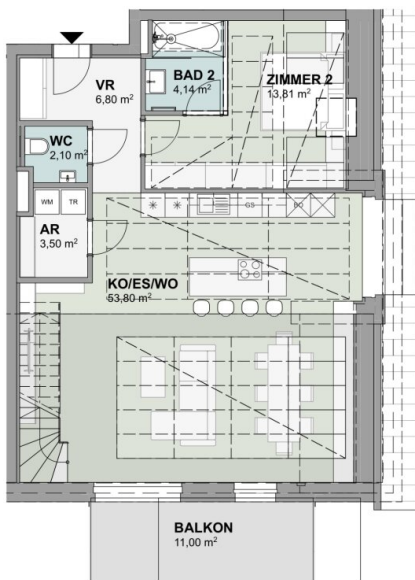 VR
6,80 m²
BAD 2
4,14 m²
ZIMMER 2
13,81 m²
WC
2,10 m²
WM
TR
AR
3,50 m²
GS
KO/ES/WO
53,80 m²
BALKON
11,00 m²